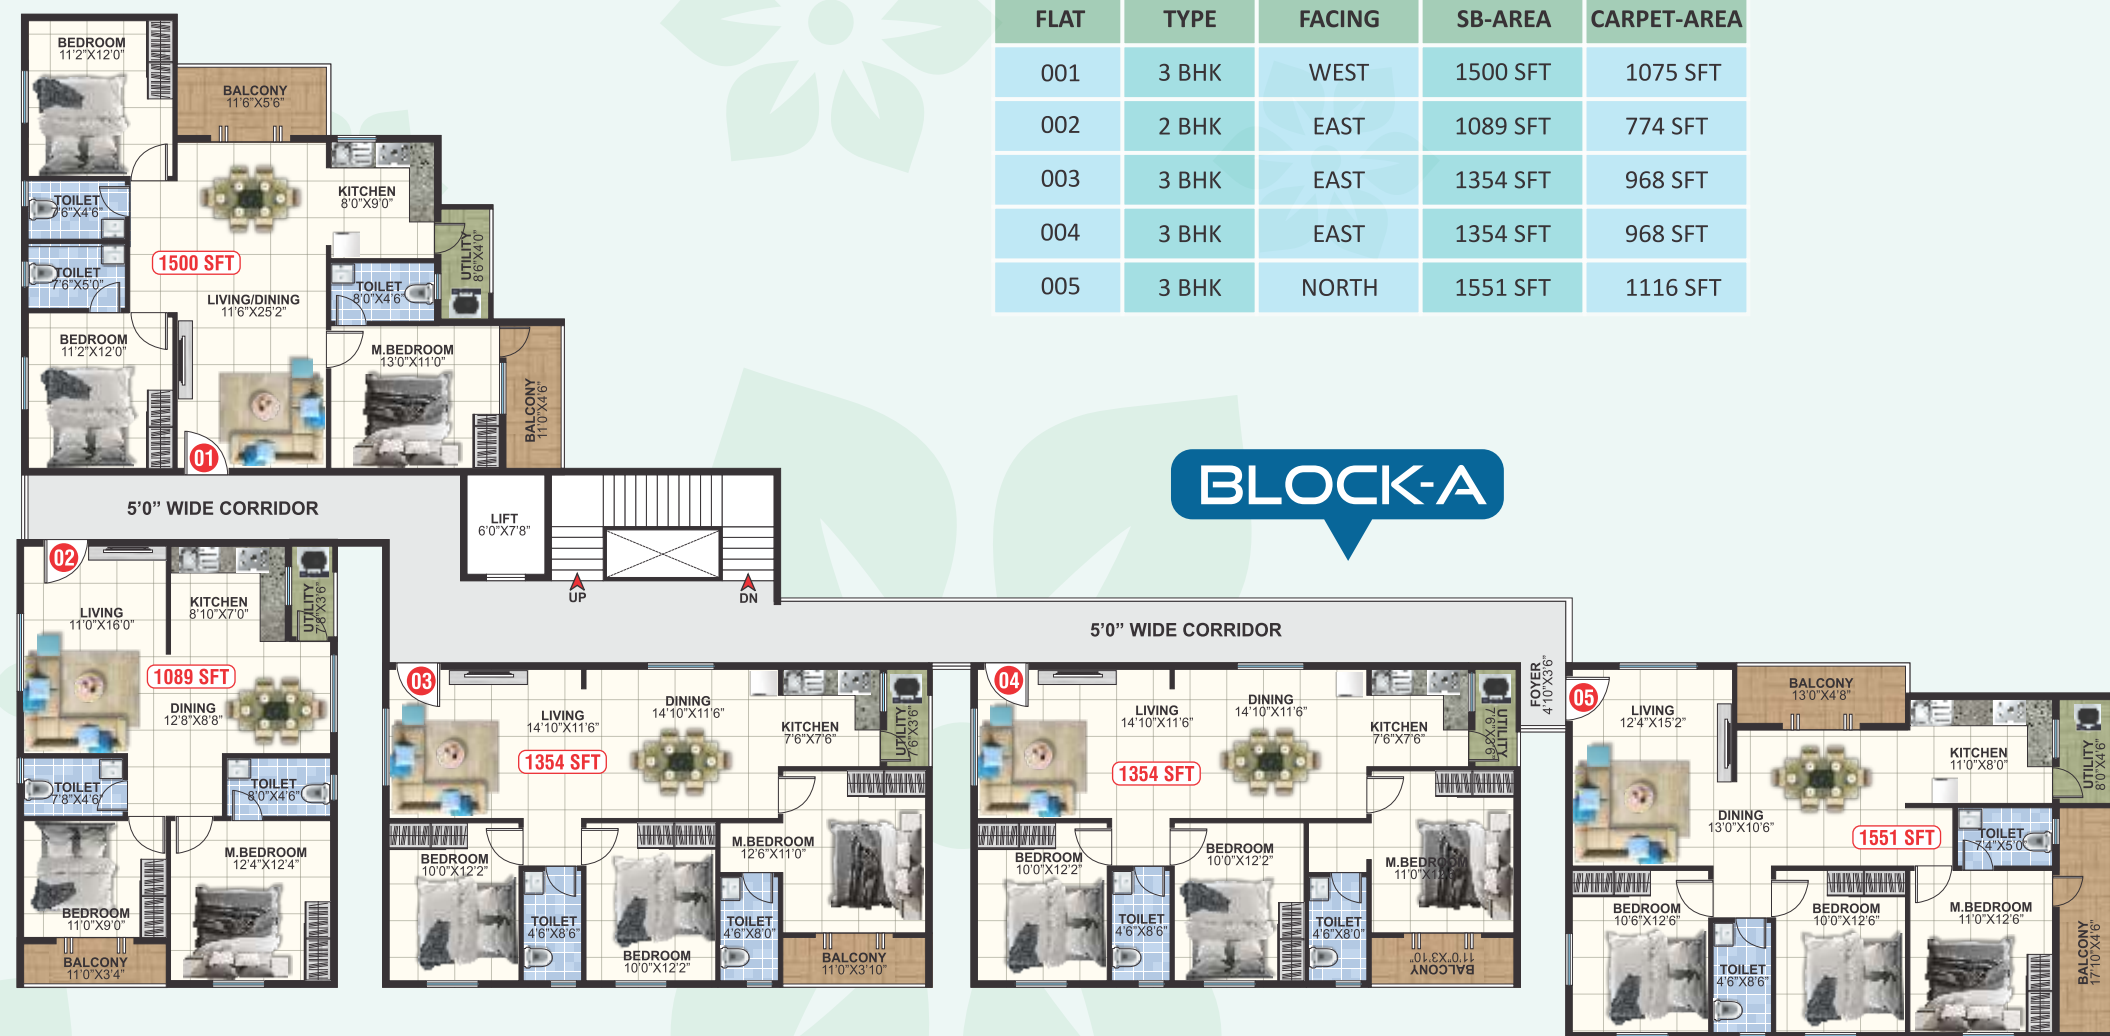 FLAT TYPE FACING SB-AREA CARPET-AREA
001 3 BHK WEST 1500 SFT 1075 SFT
002 2 BHK EAST 1089 SFT 774 SFT
003 3 BHK EAST 1354 SFT 968 SFT
004 3 BHK EAST 1354 SFT 968 SFT
005 3 BHK NORTH 1551 SFT 1116 SFT
BLOCK-A
BEDROOM
11'2"X12'0"
BALCONY
11'6"X5'6"
KITCHEN
8'0"X9'0"
TOILET
7'6"X4'6"
UTILITY
8'6"X4'0"
1500 SFT
TOILET
7'6"X5'0"
TOILET
8'0"X4'6"
LIVING/DINING
11'6"X25'2"
BEDROOM
11'2"X12'0"
M.BEDROOM
13'0"X11'0"
BALCONY
11'0"X4'6"
01
5'0" WIDE CORRIDOR
LIFT
6'0"X7'8"
UP
DN
5'0" WIDE CORRIDOR
02
LIVING
11'0"X16'0"
KITCHEN
8'10"X7'0"
UTILITY
7'8"X3'6"
1089 SFT
DINING
12'8"X8'8"
TOILET
7'8"X4'6"
TOILET
8'0"X4'6"
M.BEDROOM
12'4"X12'4"
BEDROOM
11'0"X9'0"
BALCONY
11'0"X3'4"
03
LIVING
14'10"X11'6"
DINING
14'10"X11'6"
KITCHEN
7'6"X7'6"
UTILITY
7'6"X3'6"
1354 SFT
BEDROOM
10'0"X12'2"
M.BEDROOM
12'6"X11'0"
TOILET
4'6"X8'6"
TOILET
4'6"X8'0"
BEDROOM
10'0"X12'2"
BALCONY
11'0"X3'10"
04
LIVING
14'10"X11'6"
DINING
14'10"X11'6"
KITCHEN
7'6"X7'6"
UTILITY
7'6"X3'6"
1354 SFT
BEDROOM
10'0"X12'2"
BEDROOM
10'0"X12'2"
M.BEDROOM
11'0"X12'6"
TOILET
4'6"X8'6"
TOILET
4'6"X8'0"
BALCONY
11'0"X3'10"
FOYER
4'10"X3'6"
05
LIVING
12'4"X15'2"
BALCONY
13'0"X4'8"
KITCHEN
11'0"X8'0"
UTILITY
8'0"X4'6"
DINING
13'0"X10'6"
1551 SFT
TOILET
7'4"X5'0"
BEDROOM
10'6"X12'6"
BEDROOM
10'0"X12'6"
M.BEDROOM
11'0"X12'6"
TOILET
4'6"X8'6"
BALCONY
17'10"X4'6"